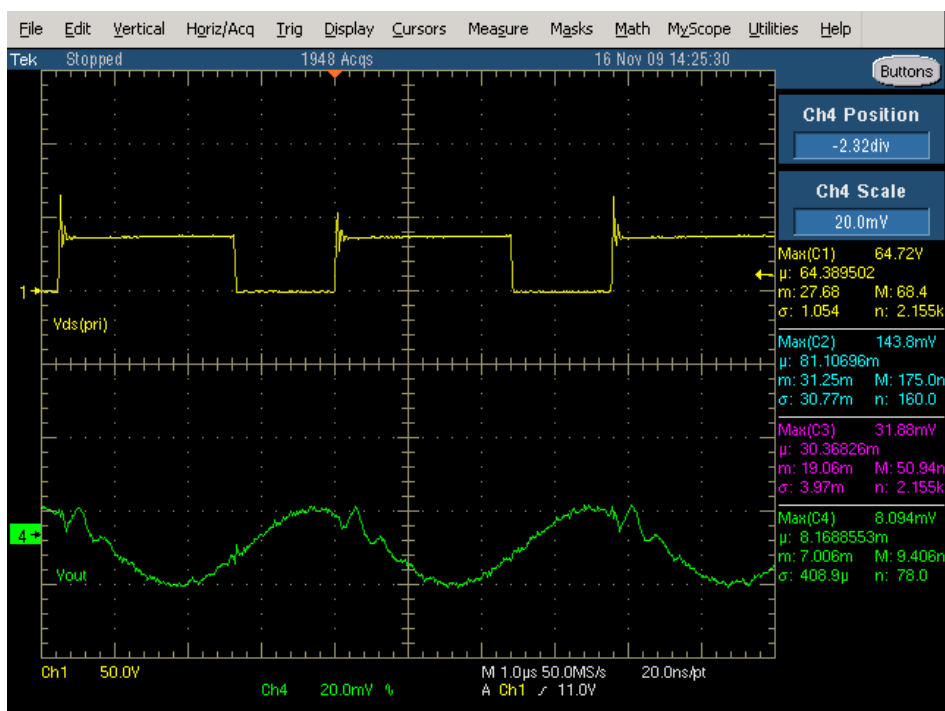 File Edit Vertical Horiz/Acq Trig Display Cursors Measure Masks Math MyScope Utilities Help
Tek Stopped 1948 Acqs 16 Nov 09 14:25:30
Buttons
Ch4 Position
-2.32div
Ch4 Scale
20.0mV
Max(C1) 64.72V
µ: 64.389502
m: 27.68 M: 68.4
σ: 1.054 n: 2.155k
Max(C2) 143.8mV
µ: 81.10696m
m: 31.25m M: 175.0n
σ: 30.77m n: 160.0
Max(C3) 31.88mV
µ: 30.36826m
m: 19.06m M: 50.94n
σ: 3.97m n: 2.155k
Max(C4) 8.094mV
µ: 8.1688553m
m: 7.006m M: 9.406n
σ: 408.9µ n: 78.0
1
Vds(pri)
4
Vout
Ch1 50.0V M 1.0µs 50.0MS/s 20.0ns/pt
Ch4 20.0mV A Ch1 11.0V